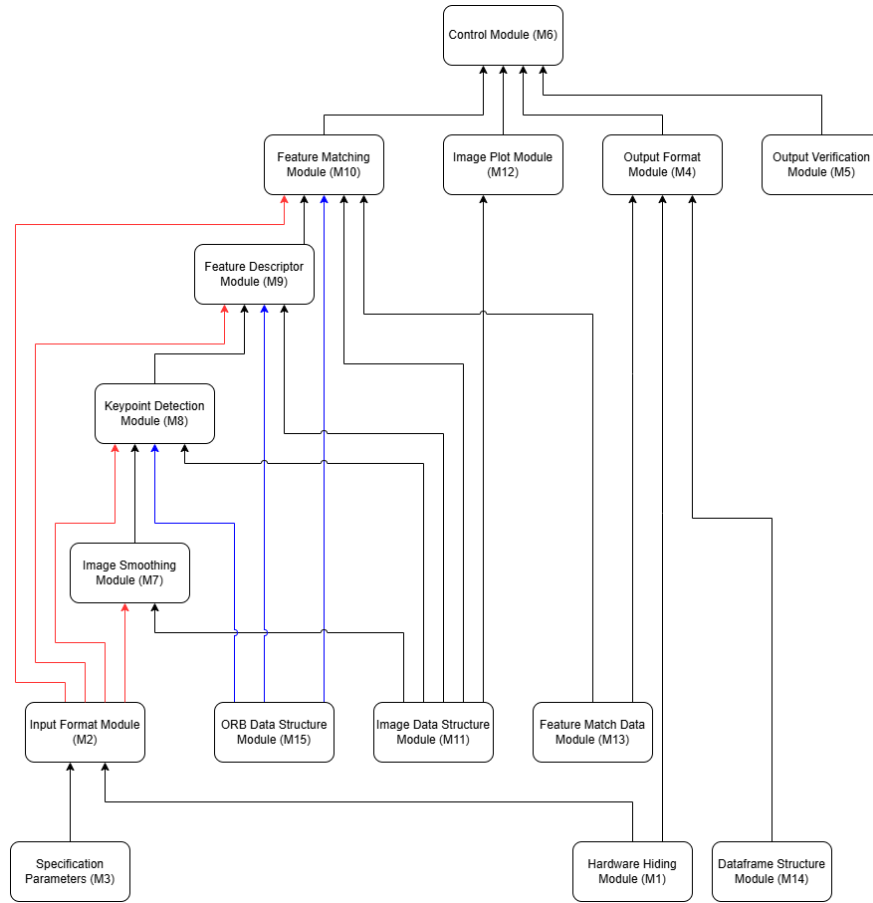 Control Module (M6)
Feature Matching
Module (M10)
Image Plot Module
(M12)
Output Format
Module (M4)
Output Verification
Module (M5)
Feature Descriptor
Module (M9)
Keypoint Detection
Module (M8)
Image Smoothing
Module (M7)
Input Format Module
(M2)
ORB Data Structure
Module (M15)
Image Data Structure
Module (M11)
Feature Match Data
Module (M13)
Specification
Parameters (M3)
Hardware Hiding
Module (M1)
Dataframe Structure
Module (M14)